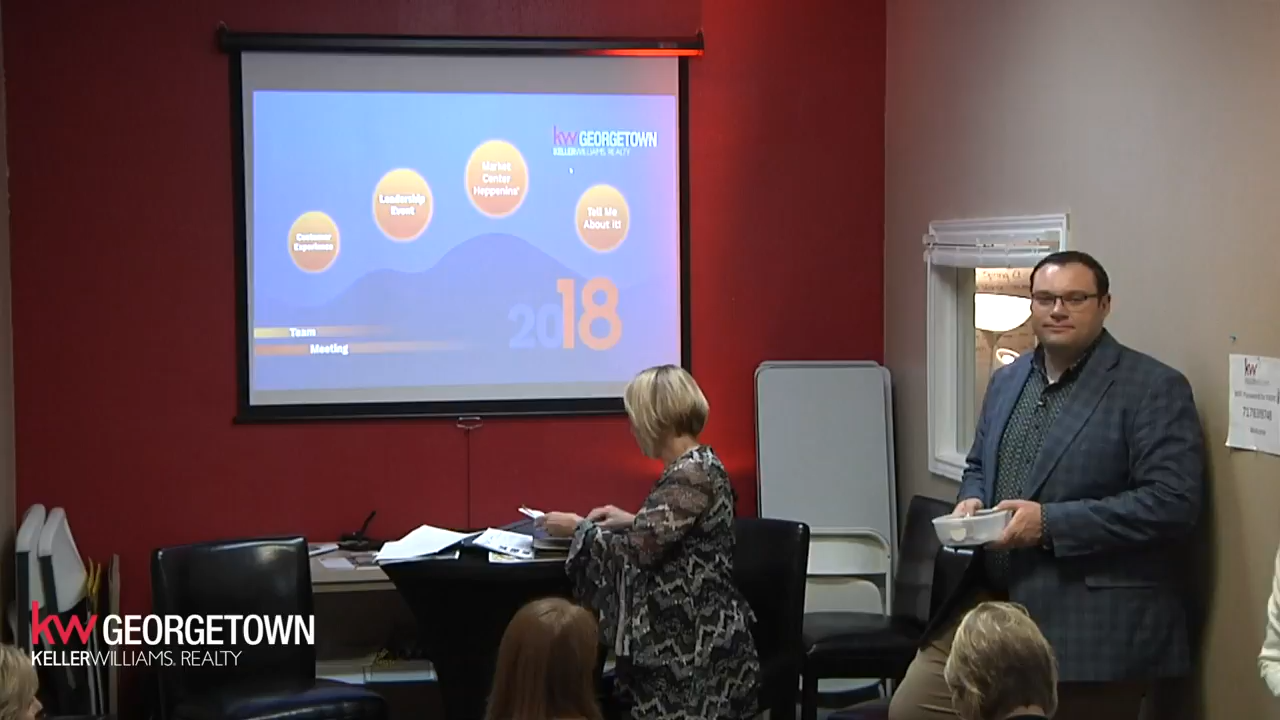 kw GEORGETOWN
KELLERWILLIAMS. REALTY
Market
Center
Happenins'
Leadership
Event
Tell Me
About It!
Customer
Experience
2018
Team
Meeting
kw
kw GEORGETOWN
KELLERWILLIAMS. REALTY